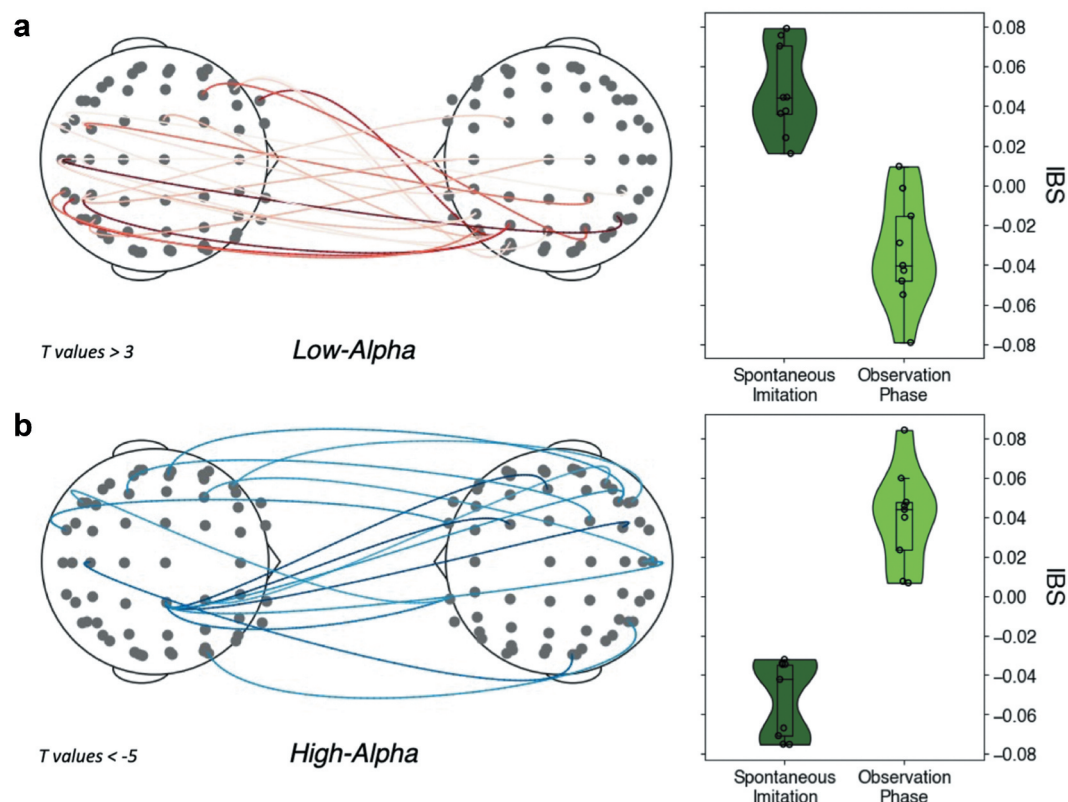 a
T values > 3
Low-Alpha
0.08
0.06
0.04
0.02
0.00
−0.02
−0.04
−0.06
−0.08
IBS
Spontaneous
Imitation
Observation
Phase
b
T values < -5
High-Alpha
0.08
0.06
0.04
0.02
0.00
−0.02
−0.04
−0.06
−0.08
IBS
Spontaneous
Imitation
Observation
Phase